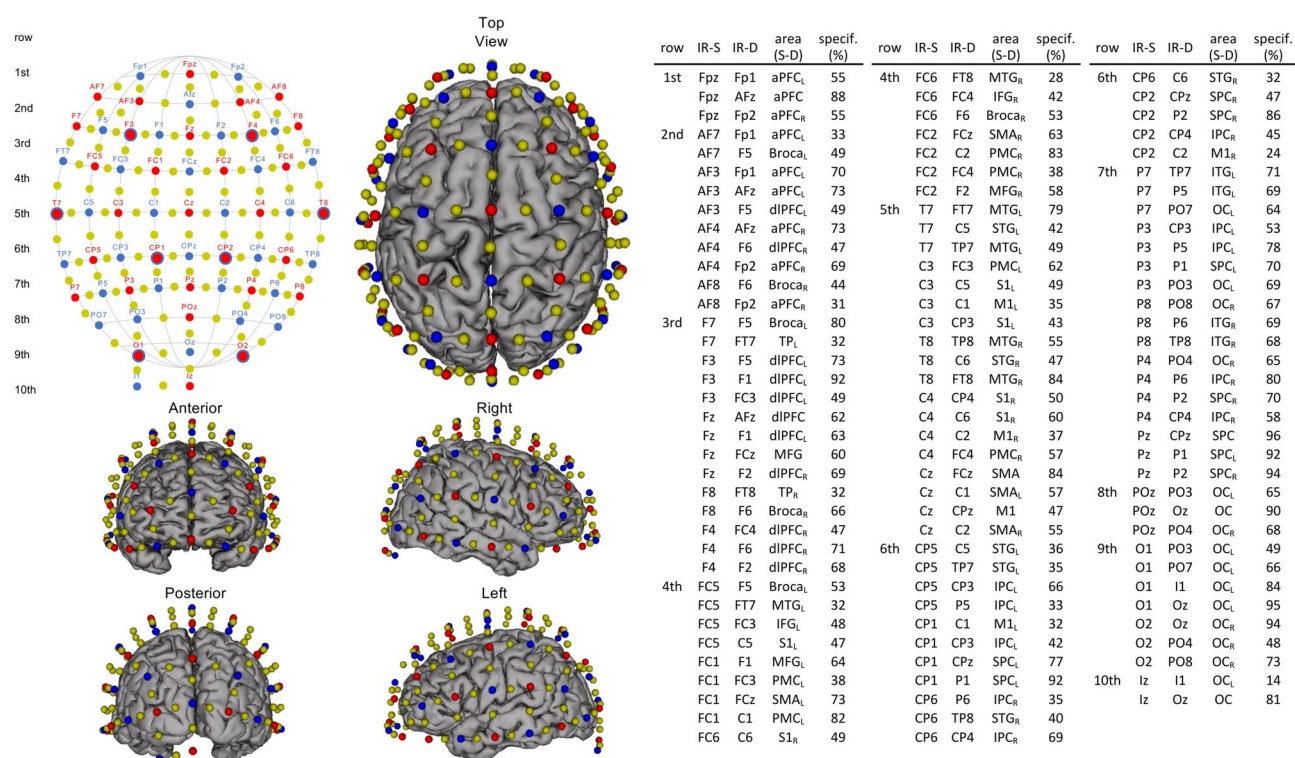 row
1st
2nd
3rd
4th
5th
6th
7th
8th
9th
10th
Fp1 Fpz Fp2
AF7 AF3 Afz AF4 AF8
F7 F5 F3 F1 Fz F2 F4 F6 F8
FT7 FC5 FC3 FC1 FCz FC2 FC4 FC6 FT8
T7 C5 C3 C1 Cz C2 C4 C6 T8
TP7 CP5 CP3 CP1 CPz CP2 CP4 CP6 TP8
P7 P5 P3 P1 Pz P2 P4 P6 P8
PO7 PO3 POz PO4 PO8
O1 Oz O2
I1 Iz
Top
View
Anterior
Right
Posterior
Left
row IR-S IR-D area (S-D) specif. (%)
1st Fpz Fp1 aPFCL 55
Fpz AFz aPFC 88
Fpz Fp2 aPFCR 55
2nd AF7 Fp1 aPFCL 33
AF7 F5 BrocaL 49
AF3 Fp1 aPFCL 70
AF3 AFz aPFCL 73
AF3 F5 dlPFCL 49
AF4 AFz aPFCR 73
AF4 F6 dlPFCR 47
AF4 Fp2 aPFCR 69
AF8 F6 BrocaR 44
AF8 Fp2 aPFCR 31
3rd F7 F5 BrocaL 80
F7 FT7 TPL 32
F3 F5 dlPFCL 73
F3 F1 dlPFCL 92
F3 FC3 dlPFCL 49
Fz AFz dlPFC 62
Fz F1 dlPFCL 63
Fz FCz MFG 60
Fz F2 dlPFCR 69
F8 FT8 TPR 32
F8 F6 BrocaR 66
F4 FC4 dlPFCR 47
F4 F6 dlPFCR 71
F4 F2 dlPFCR 68
4th FC5 F5 BrocaL 53
FC5 FT7 MTGL 32
FC5 FC3 IFGL 48
FC5 C5 S1L 47
FC1 F1 MFGL 64
FC1 FC3 PMCL 38
FC1 FCz SMAL 73
FC1 C1 PMCL 82
FC6 C6 S1R 49
row IR-S IR-D area (S-D) specif. (%)
4th FC6 FT8 MTGR 28
FC6 FC4 IFGR 42
FC6 F6 BrocaR 53
FC2 FCz SMAR 63
FC2 C2 PMCR 83
FC2 FC4 PMCR 38
FC2 F2 MFGR 58
5th T7 FT7 MTGL 79
T7 C5 STGL 42
T7 TP7 MTGL 49
C3 FC3 PMCL 62
C3 C5 S1L 49
C3 C1 M1L 35
C3 CP3 S1L 43
T8 TP8 MTGR 55
T8 C6 STGR 47
T8 FT8 MTGR 84
C4 CP4 S1R 50
C4 C6 S1R 60
C4 C2 M1R 37
C4 FC4 PMCR 57
Cz FCz SMA 84
Cz C1 SMAL 57
Cz CPz M1 47
Cz C2 SMAR 55
6th CP5 C5 STGL 36
CP5 TP7 STGL 35
CP5 CP3 IPCL 66
CP5 P5 IPCL 33
CP1 C1 M1L 32
CP1 CP3 IPCL 42
CP1 CPz SPCL 77
CP1 P1 SPCL 92
CP6 P6 IPCR 35
CP6 TP8 STGR 40
CP6 CP4 IPCR 69
row IR-S IR-D area (S-D) specif. (%)
6th CP6 C6 STGR 32
CP2 CPz SPCR 47
CP2 P2 SPCR 86
CP2 CP4 IPCR 45
CP2 C2 M1R 24
7th P7 TP7 ITGL 71
P7 P5 ITGL 69
P7 PO7 OCL 64
P3 CP3 IPCL 53
P3 P5 IPCL 78
P3 P1 SPCL 70
P3 PO3 OCL 69
P8 PO8 OCR 67
P8 P6 ITGR 69
P8 TP8 ITGR 68
P4 PO4 OCR 65
P4 P6 IPCR 80
P4 P2 SPCR 70
P4 CP4 IPCR 58
Pz CPz SPC 96
Pz P1 SPCL 92
Pz P2 SPCR 94
8th POz PO3 OCL 65
POz Oz OC 90
POz PO4 OCR 68
9th O1 PO3 OCL 49
O1 PO7 OCL 66
O1 I1 OCL 84
O1 Oz OCL 95
O2 Oz OCR 94
O2 PO4 OCR 48
O2 PO8 OCR 73
10th Iz I1 OCL 14
Iz Oz OC 81